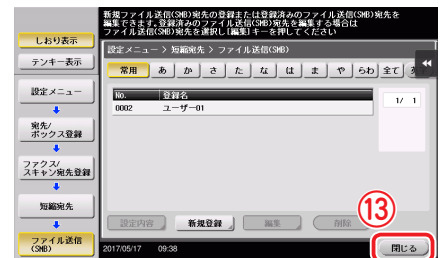 新規ファイル送信(SMB)宛先の登録または登録済みのファイル送信(SMB)宛先を
編集できます。登録済みのファイル送信(SMB)宛先を編集する場合は
ファイル送信(SMB)宛先を選択し[編集]キーを押してください
しおり表示
テンキー表示
設定メニュー
宛先/
ボックス登録
ファクス/
スキャン宛先登録
短縮宛先
ファイル送信
(SMB)
設定メニュー > 短縮宛先 > ファイル送信(SMB)
常用 あ か さ た な は ま や らわ 全て
No. 登録名
0002 ユーザー01
1/ 1
設定内容 新規登録 編集 削除
⑬
2017/05/17 09:38
閉じる